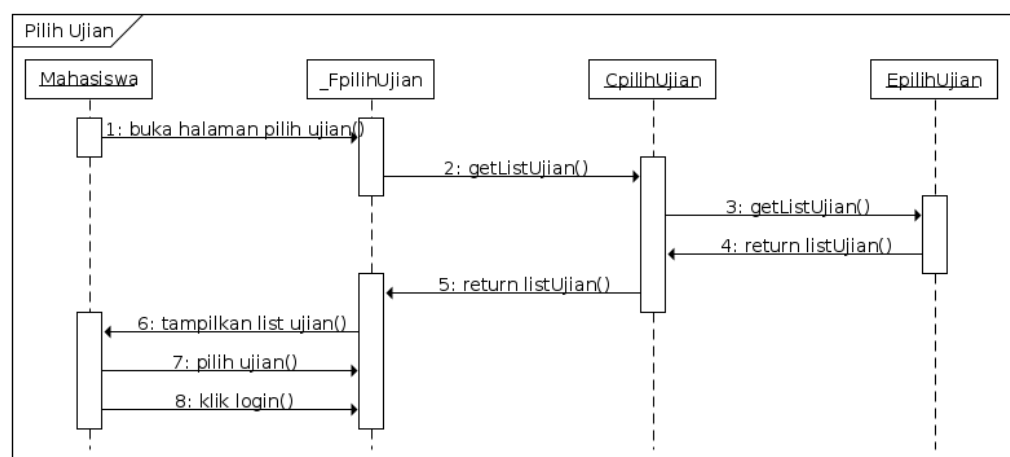 Pilih Ujian
Mahasiswa
_FpilihUjian
CpilihUjian
EpilihUjian
1: buka halaman pilih ujian()
2: getListUjian()
3: getListUjian()
4: return listUjian()
5: return listUjian()
6: tampilkan list ujian()
7: pilih ujian()
8: klik login()